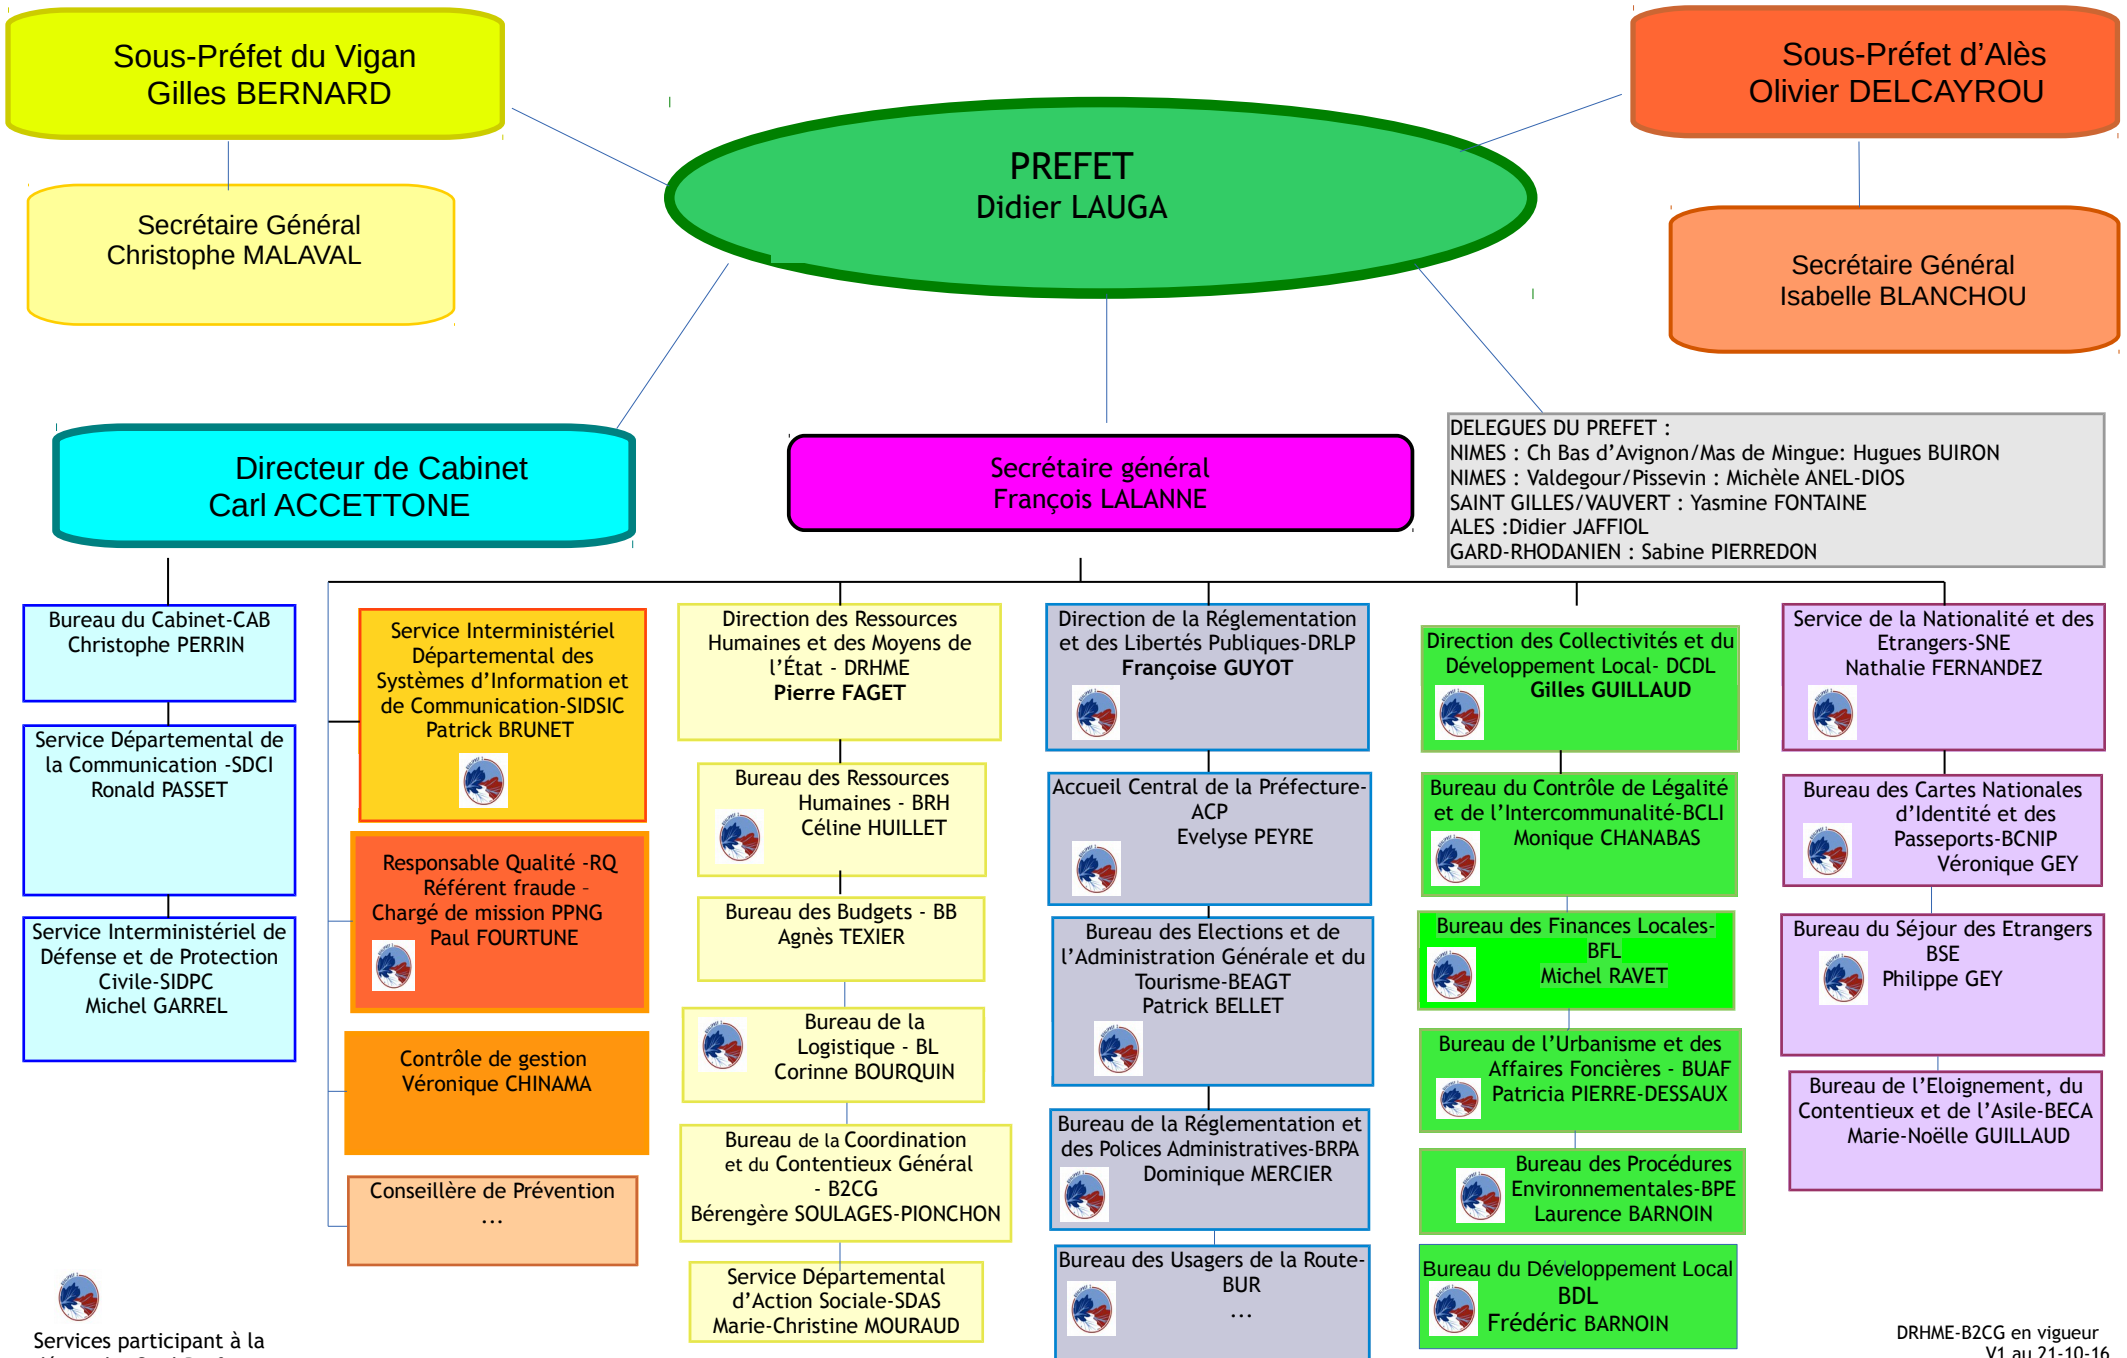 Sous-Préfet du Vigan
Gilles BERNARD
Sous-Préfet d'Alès
Olivier DELCAYROU
PREFET
Didier LAUGA
Secrétaire Général
Christophe MALAVAL
Secrétaire Général
Isabelle BLANCHOU
Directeur de Cabinet
Carl ACCETTONE
Secrétaire général
François LALANNE
DELEGUES DU PREFET :
NIMES : Ch Bas d'Avignon/Mas de Mingue: Hugues BUIRON
NIMES : Valdegour/Pissevin : Michèle ANEL-DIOS
SAINT GILLES/VAUVERT : Yasmine FONTAINE
ALES :Didier JAFFIOL
GARD-RHODANIEN : Sabine PIERREDON
Bureau du Cabinet-CAB
Christophe PERRIN
Service Départemental de
la Communication -SDCI
Ronald PASSET
Service Interministériel de
Défense et de Protection
Civile-SIDPC
Michel GARREL
Service Interministériel
Départemental des
Systèmes d'Information et
de Communication-SIDSIC
Patrick BRUNET
Responsable Qualité -RQ
Référent fraude –
Chargé de mission PPNG
Paul FOURTUNE
Contrôle de gestion
Véronique CHINAMA
Conseillère de Prévention
...
Direction des Ressources
Humaines et des Moyens de
l'État - DRHME
Pierre FAGET
Bureau des Ressources
Humaines - BRH
Céline HUILLET
Bureau des Budgets - BB
Agnès TEXIER
Bureau de la
Logistique - BL
Corinne BOURQUIN
Bureau de la Coordination
et du Contentieux Général
- B2CG
Bérengère SOULAGES-PIONCHON
Service Départemental
d'Action Sociale-SDAS
Marie-Christine MOURAUD
Direction de la Réglementation
et des Libertés Publiques-DRLP
Françoise GUYOT
Accueil Central de la Préfecture-
ACP
Evelyse PEYRE
Bureau des Elections et de
l'Administration Générale et du
Tourisme-BEAGT
Patrick BELLET
Bureau de la Réglementation et
des Polices Administratives-BRPA
Dominique MERCIER
Bureau des Usagers de la Route-
BUR
...
Direction des Collectivités et du
Développement Local- DCDL
Gilles GUILLAUD
Bureau du Contrôle de Légalité
et de l'Intercommunalité-BCLI
Monique CHANABAS
Bureau des Finances Locales-
BFL
Michel RAVET
Bureau de l'Urbanisme et des
Affaires Foncières - BUAF
Patricia PIERRE-DESSAUX
Bureau des Procédures
Environnementales-BPE
Laurence BARNOIN
Bureau du Développement Local
BDL
Frédéric BARNOIN
Service de la Nationalité et des
Etrangers-SNE
Nathalie FERNANDEZ
Bureau des Cartes Nationales
d'Identité et des
Passeports-BCNIP
Véronique GEY
Bureau du Séjour des Etrangers
BSE
Philippe GEY
Bureau de l'Eloignement, du
Contentieux et de l'Asile-BECA
Marie-Noëlle GUILLAUD
Services participant à la
DRHME-B2CG en vigueur
V1 au 21-10-16